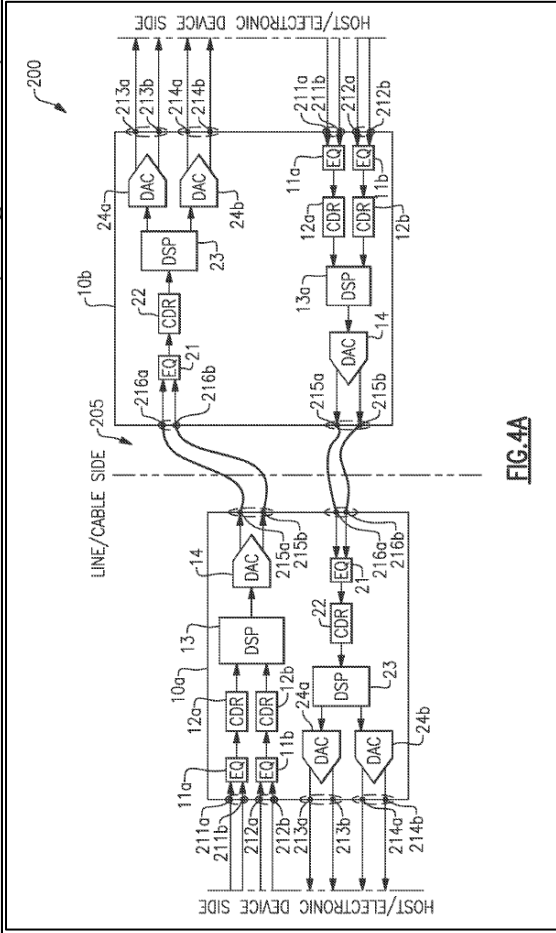 200
HOST/ELECTRONIC DEVICE SIDE
213a
213b
214a
214b
24a
DAC
DAC
24b
DSP
23
10b
22
CDR
EQ
21
216a
216b
211a
211b
212a
212b
11a
EQ
EQ
11b
12a
CDR
CDR
12b
13a
DSP
14
DAC
215a
215b
205
LINE/CABLE SIDE
14
DAC
215a
215b
13
DSP
10a
12a
CDR
CDR
12b
11a
EQ
EQ
11b
211a
211b
212a
212b
216a
216b
EQ
21
22
CDR
DSP
23
24a
DAC
DAC
24b
213a
213b
214a
214b
HOST/ELECTRONIC DEVICE SIDE
FIG.4A